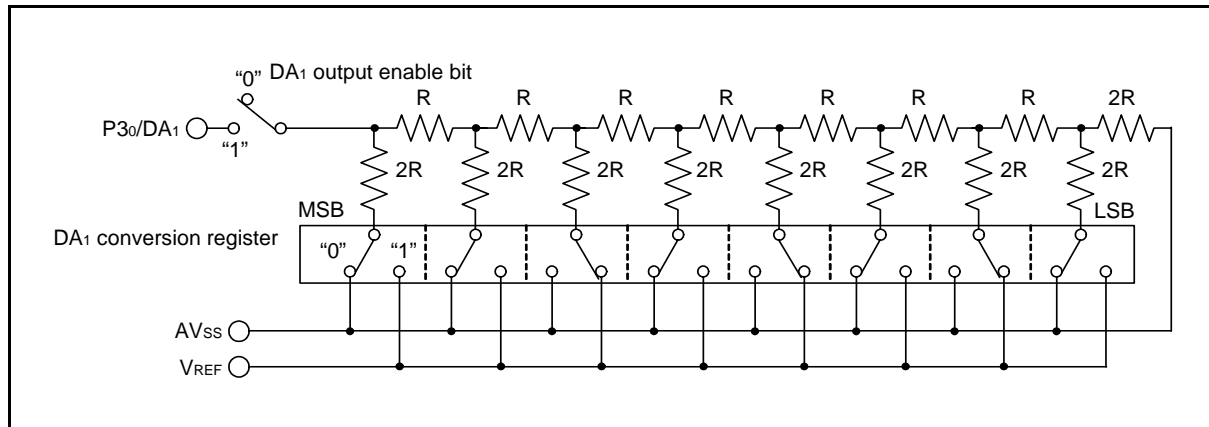 “0” DA1 output enable bit
P30/DA1
“1”
R R R R R R R 2R
2R 2R 2R 2R 2R 2R 2R 2R
MSB LSB
DA1 conversion register
“0” “1”
AVSS
VREF